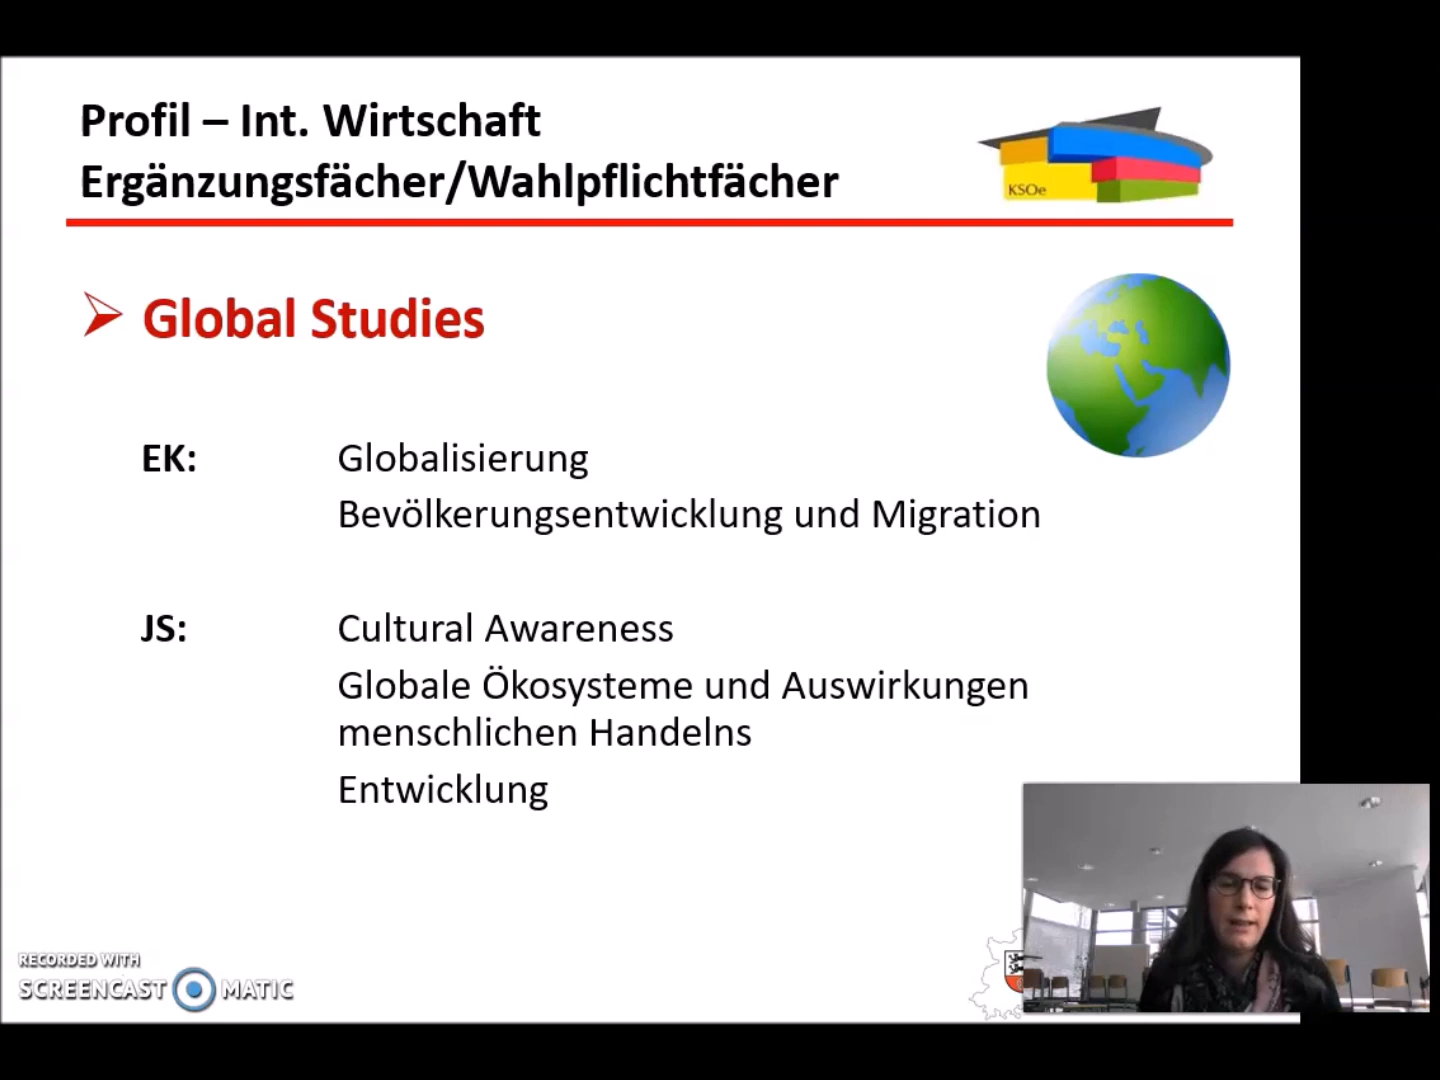 Profil – Int. Wirtschaft
Ergänzungsfächer/Wahlpflichtfächer
KSOe
Global Studies
EK: Globalisierung
Bevölkerungsentwicklung und Migration
JS: Cultural Awareness
Globale Ökosysteme und Auswirkungen
menschlichen Handelns
Entwicklung
RECORDED WITH
SCREENCAST MATIC